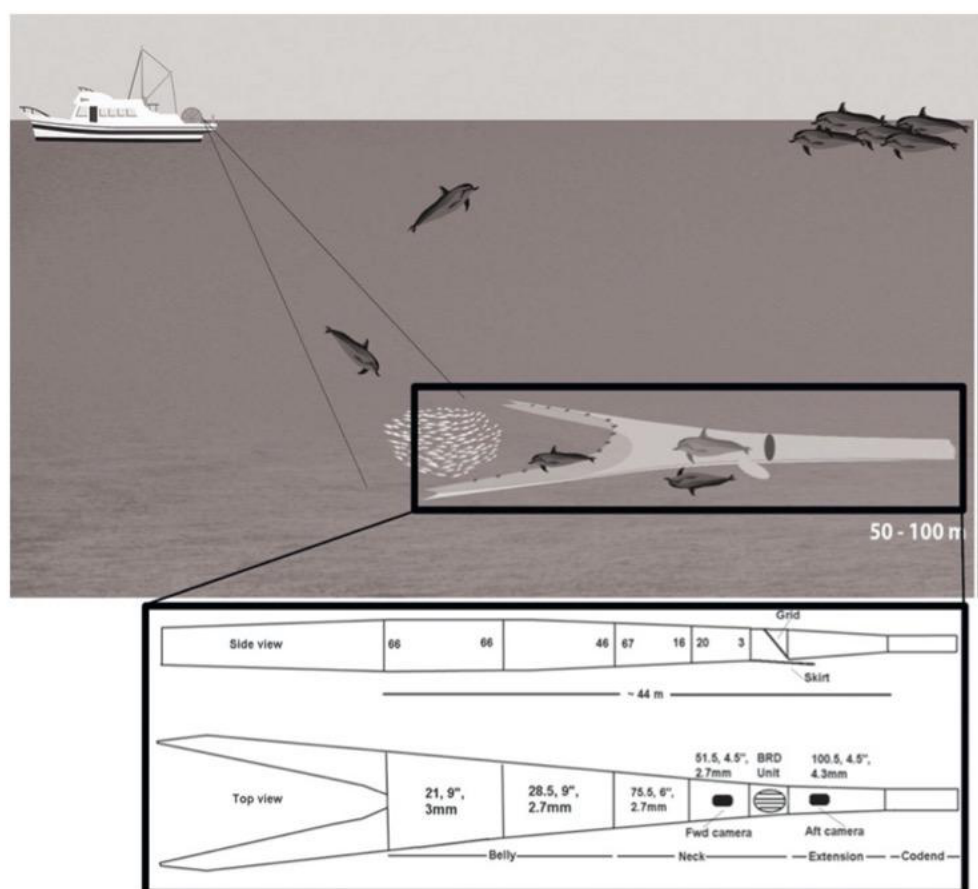 50 - 100 m
Grid
Side view
66
66
46
67
16
20
3
Skirt
~ 44 m
51.5, 4.5",
2.7mm
BRD
Unit
100.5, 4.5",
4.3mm
21, 9",
3mm
28.5, 9",
2.7mm
75.5, 6",
2.7mm
Top view
Fwd camera
Aft camera
Belly
Neck
Extension
Codend